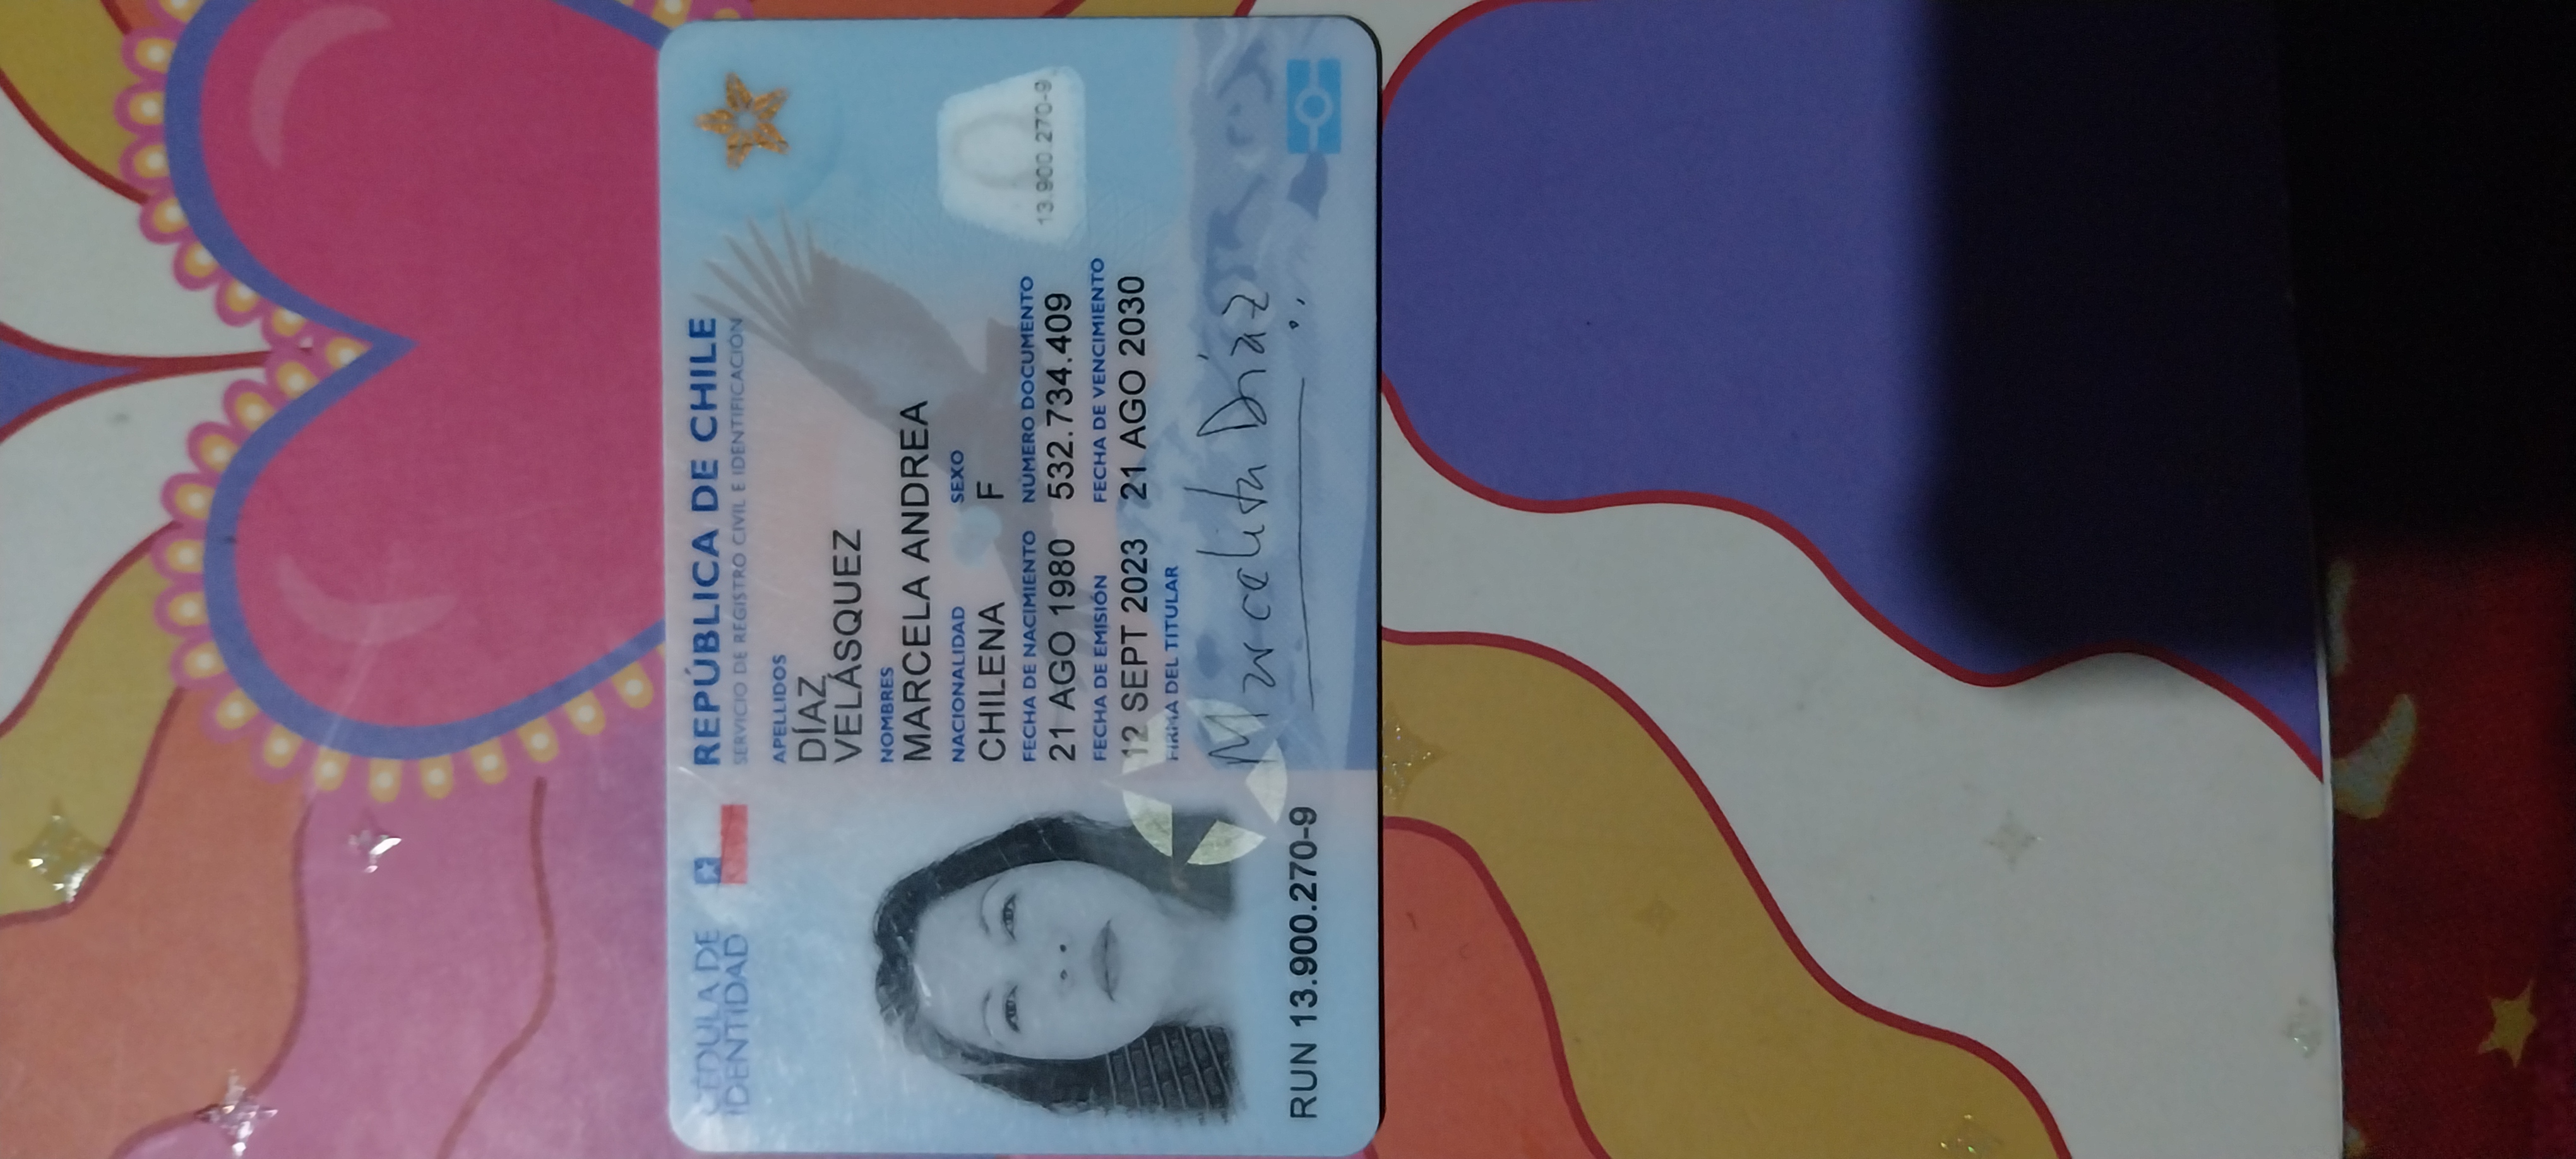 CÉDULA DE
IDENTIDAD
REPÚBLICA DE CHILE
SERVICIO DE REGISTRO CIVIL E IDENTIFICACIÓN
APELLIDOS
DÍAZ
VELÁSQUEZ
NOMBRES
MARCELA ANDREA
NACIONALIDAD SEXO
CHILENA F
FECHA DE NACIMIENTO NÚMERO DOCUMENTO
21 AGO 1980 532.734.409
13.900.270-9
FECHA DE EMISIÓN FECHA DE VENCIMIENTO
12 SEPT 2023 21 AGO 2030
FIRMA DEL TITULAR
Marcelita Díaz
RUN 13.900.270-9